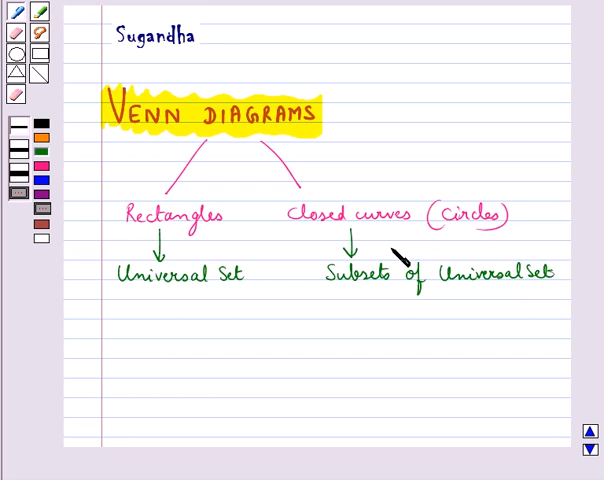 Sugandha
VENN DIAGRAMS
Rectangles Closed curves (Circles)
Universal Set Subsets of Universal Set